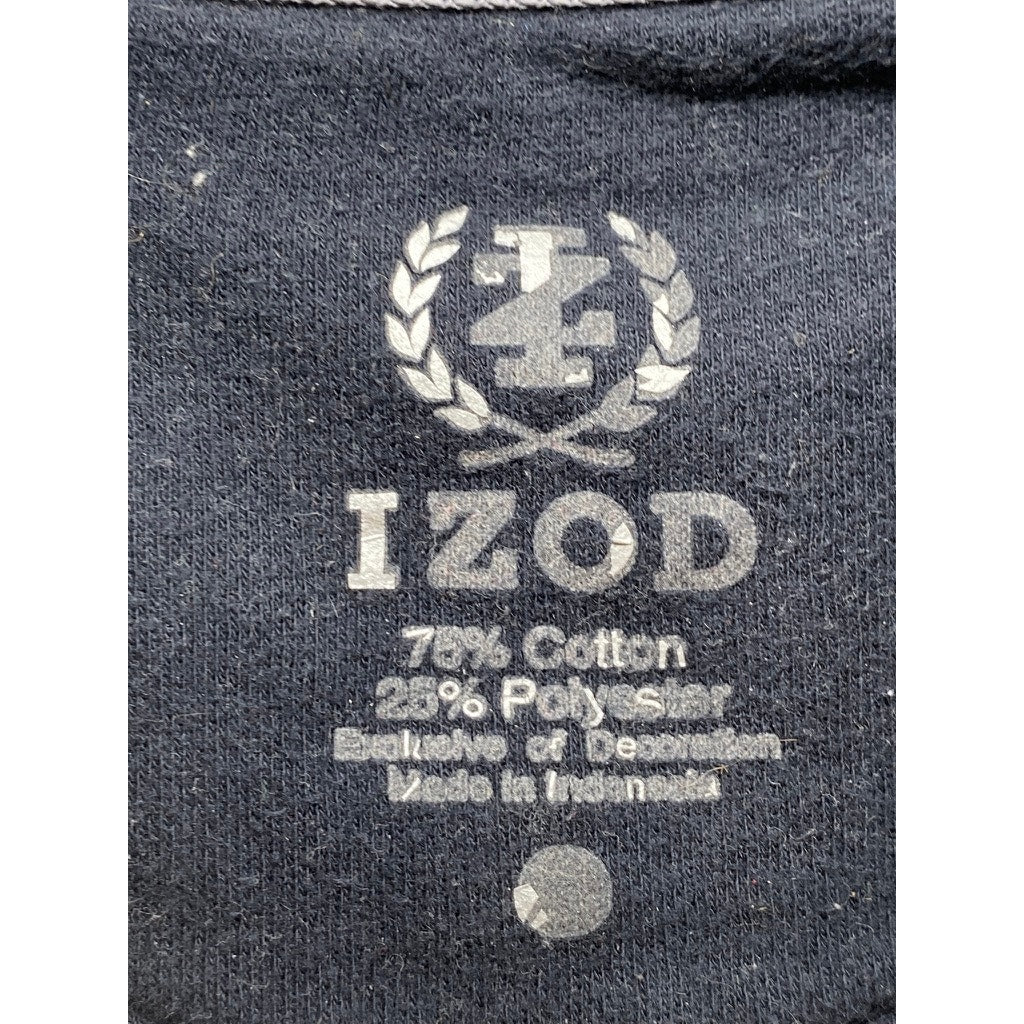 IZOD
75% Cotton
25% Polyester
Exclusive of Decoration
Made in Indonesia